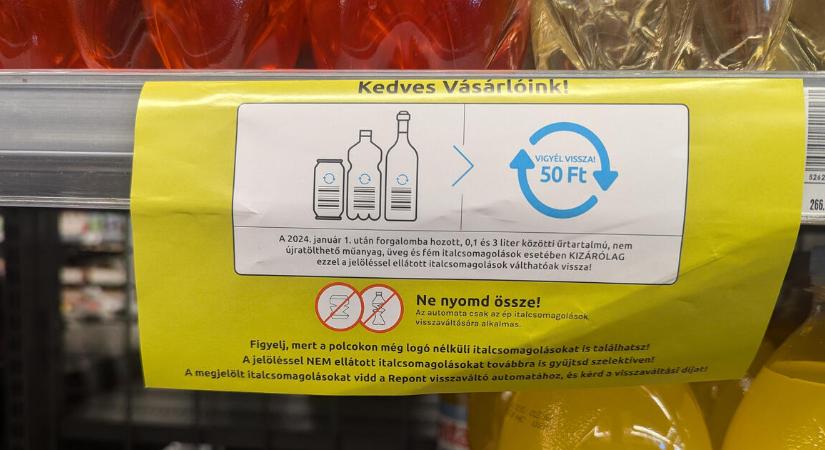 Kedves Vásárlóink!
VIGYÉL VISSZA!
50 Ft
A 2024. január 1. után forgalomba hozott, 0,1 és 3 liter közötti űrtartalmú, nem
újratölthető műanyag, üveg és fém italcsomagolások esetében KIZÁRÓLAG
ezzel a jelöléssel ellátott italcsomagolások válthatóak vissza!
Ne nyomd össze!
Az automata csak az ép italcsomagolások
visszaváltására alkalmas.
Figyelj, mert a polcokon még logó nélküli italcsomagolásokat is találhatsz!
A jelöléssel NEM ellátott italcsomagolásokat továbbra is gyűjtsd szelektíven!
A megjelölt italcsomagolásokat vidd a Repont visszaváltó automatához, és kérd a visszaváltási díjat!
5262
266,